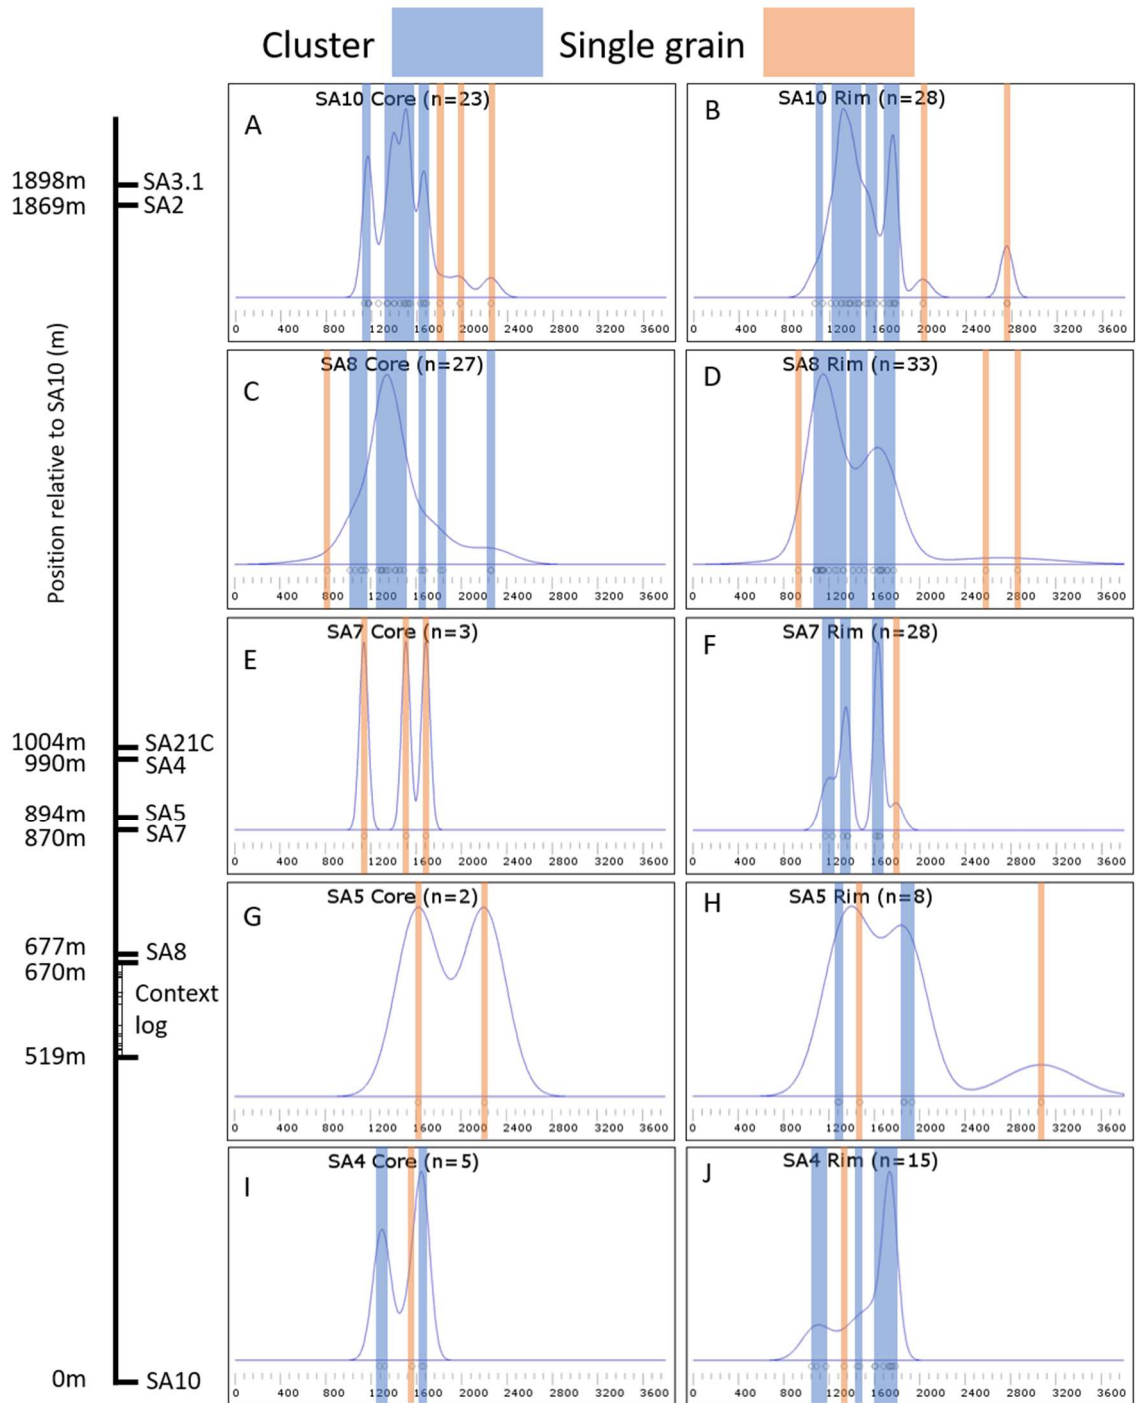 Cluster
Single grain
Position relative to SA10 (m)
1898m SA3.1
1869m SA2
1004m SA21C
990m SA4
894m SA5
870m SA7
677m SA8
670m
Context
log
519m
0m SA10
SA10 Core (n=23)
A
0 400 800 1200 1600 2000 2400 3200 3600
SA10 Rim (n=28)
B
0 400 800 1200 1600 2000 2400 2800 3200 3600
SA8 Core (n=27)
C
0 400 800 1200 1600 2000 2400 3200 3600
SA8 Rim (n=33)
D
0 400 800 1200 1600 2000 2400 2800 3200 3600
SA7 Core (n=3)
E
0 400 800 1200 1600 2000 2400 3200 3600
SA7 Rim (n=28)
F
0 400 800 1200 1600 2000 2400 2800 3200 3600
SA5 Core (n=2)
G
0 400 800 1200 1600 2000 2400 3200 3600
SA5 Rim (n=8)
H
0 400 800 1200 1600 2000 2400 2800 3200 3600
SA4 Core (n=5)
I
0 400 800 1200 1600 2000 2400 3200 3600
SA4 Rim (n=15)
J
0 400 800 1200 1600 2000 2400 2800 3200 3600